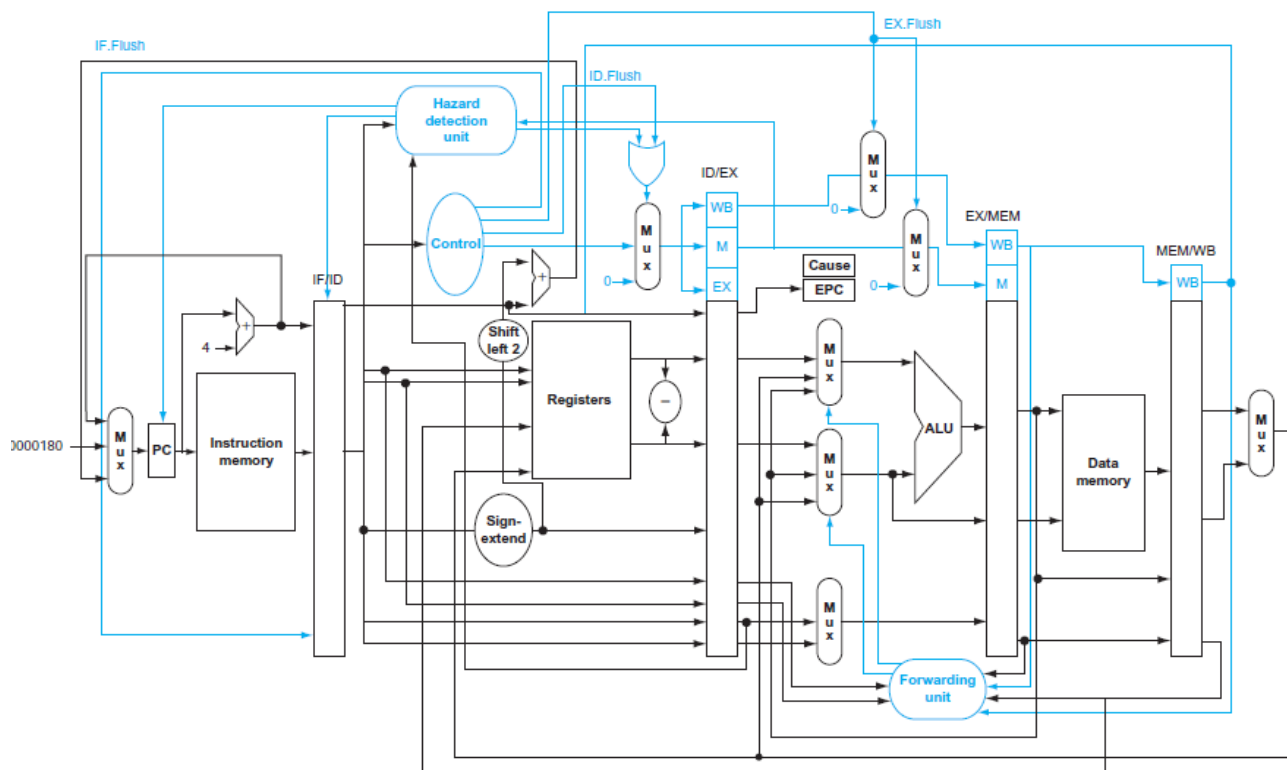 EX.Flush
IF.Flush
ID.Flush
Hazard
detection
unit
M
u
x
ID/EX
WB
0
Control
M
u
x
M
u
x
EX/MEM
WB
M
MEM/WB
WB
Cause
IF/ID
+
0
EX
EPC
0
M
+
4
Shift
left 2
M
u
x
Registers
–
ALU
M
u
x
M
u
x
0000180
PC
Instruction
memory
M
u
x
Data
memory
Sign-
extend
M
u
x
Forwarding
unit